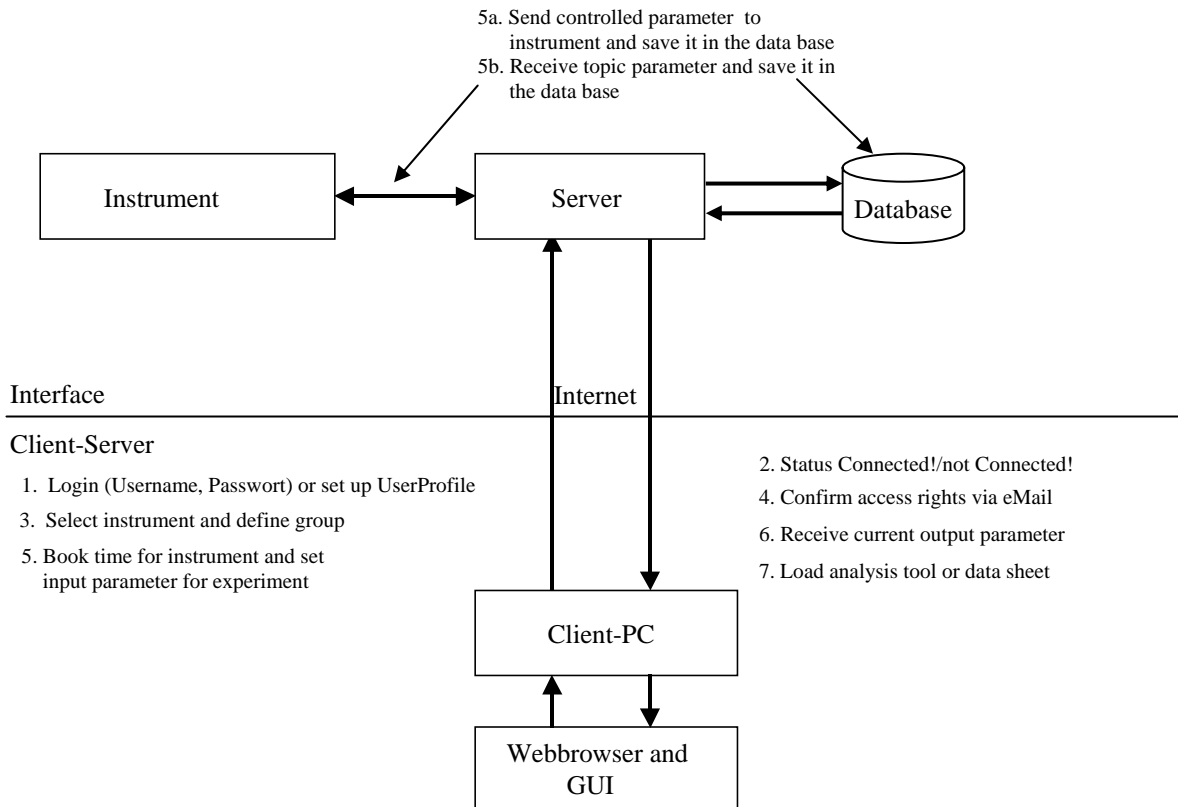 5a. Send controlled parameter to
instrument and save it in the data base
5b. Receive topic parameter and save it in
the data base
Instrument
Server
Database
Interface
Internet
Client-Server
1. Login (Username, Passwort) or set up UserProfile
3. Select instrument and define group
5. Book time for instrument and set
input parameter for experiment
2. Status Connected!/not Connected!
4. Confirm access rights via eMail
6. Receive current output parameter
7. Load analysis tool or data sheet
Client-PC
Webbrowser and
GUI